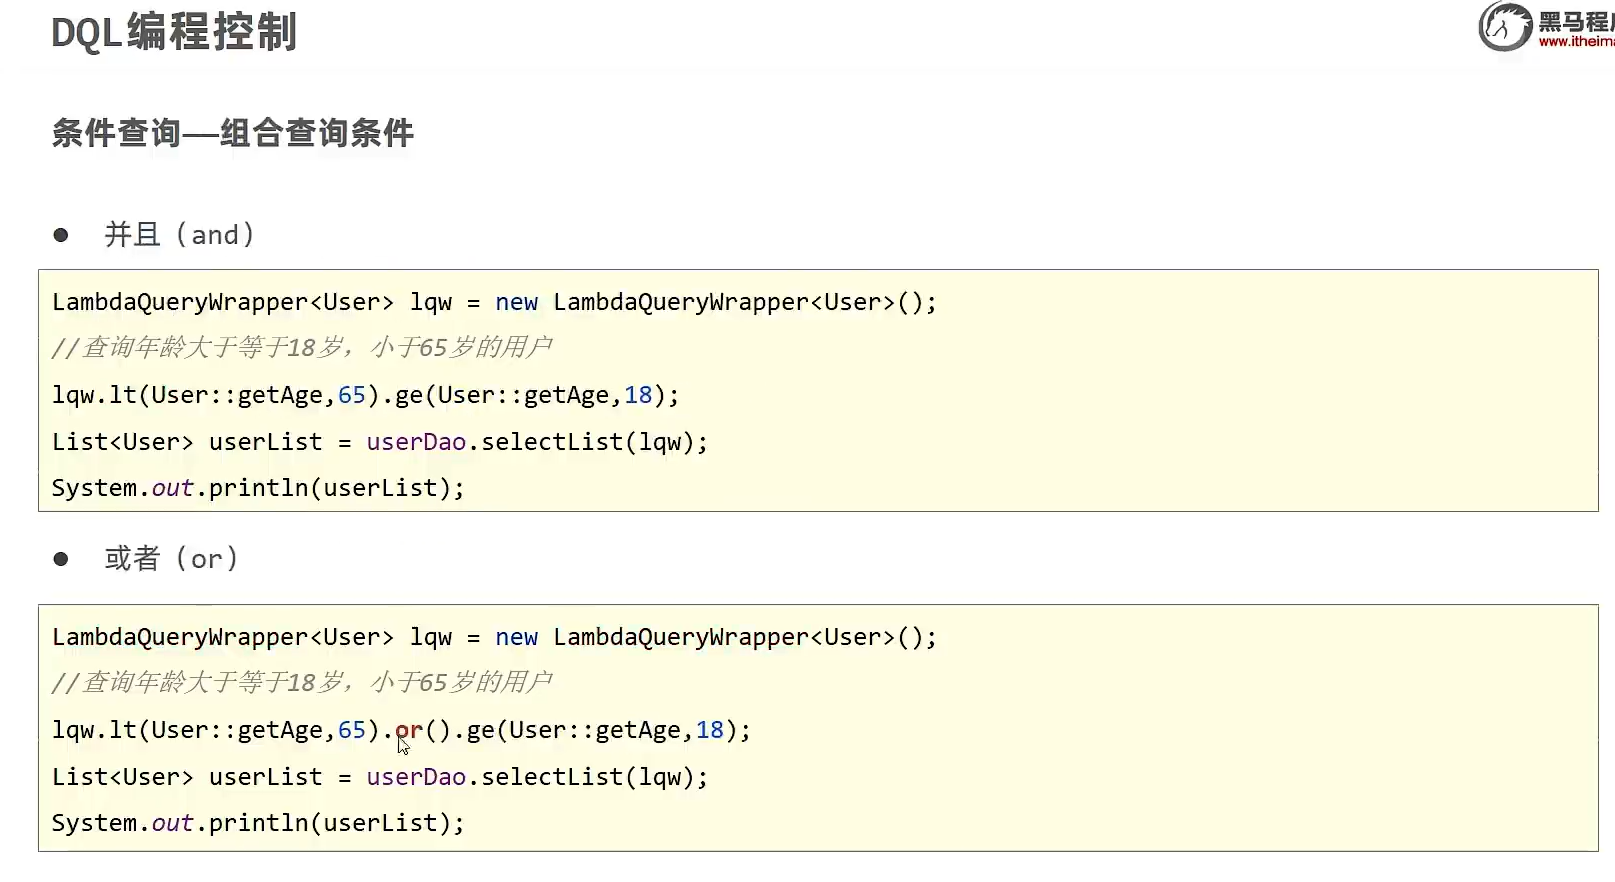 DQL编程控制
黑马程
www.itheima
条件查询——组合查询条件
● 并且（and）
LambdaQueryWrapper<User> lqw = new LambdaQueryWrapper<User>();
//查询年龄大于等于18岁，小于65岁的用户
lqw.lt(User::getAge,65).ge(User::getAge,18);
List<User> userList = userDao.selectList(lqw);
System.out.println(userList);
● 或者（or）
LambdaQueryWrapper<User> lqw = new LambdaQueryWrapper<User>();
//查询年龄大于等于18岁，小于65岁的用户
lqw.lt(User::getAge,65).or().ge(User::getAge,18);
List<User> userList = userDao.selectList(lqw);
System.out.println(userList);